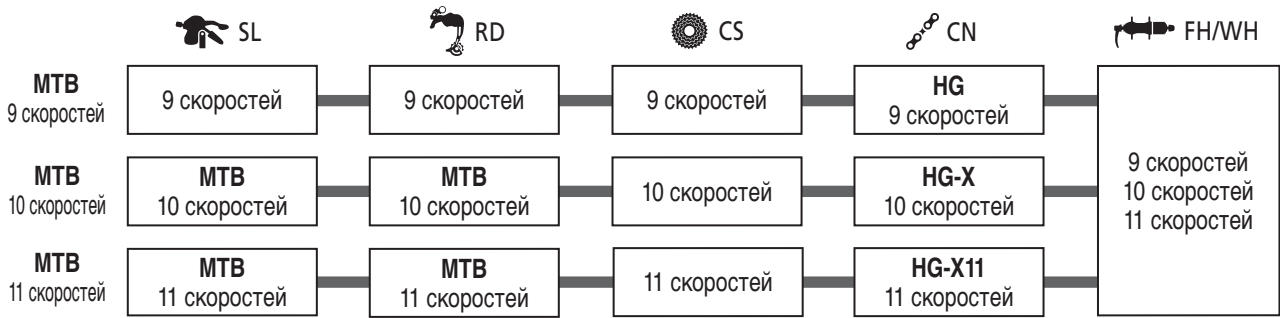 SL
RD
CS
CN
FH/WH
MTB
9 скоростей
9 скоростей
9 скоростей
9 скоростей
HG
9 скоростей
MTB
10 скоростей
MTB
10 скоростей
MTB
10 скоростей
10 скоростей
HG-X
10 скоростей
MTB
11 скоростей
MTB
11 скоростей
MTB
11 скоростей
11 скоростей
HG-X11
11 скоростей
9 скоростей
10 скоростей
11 скоростей